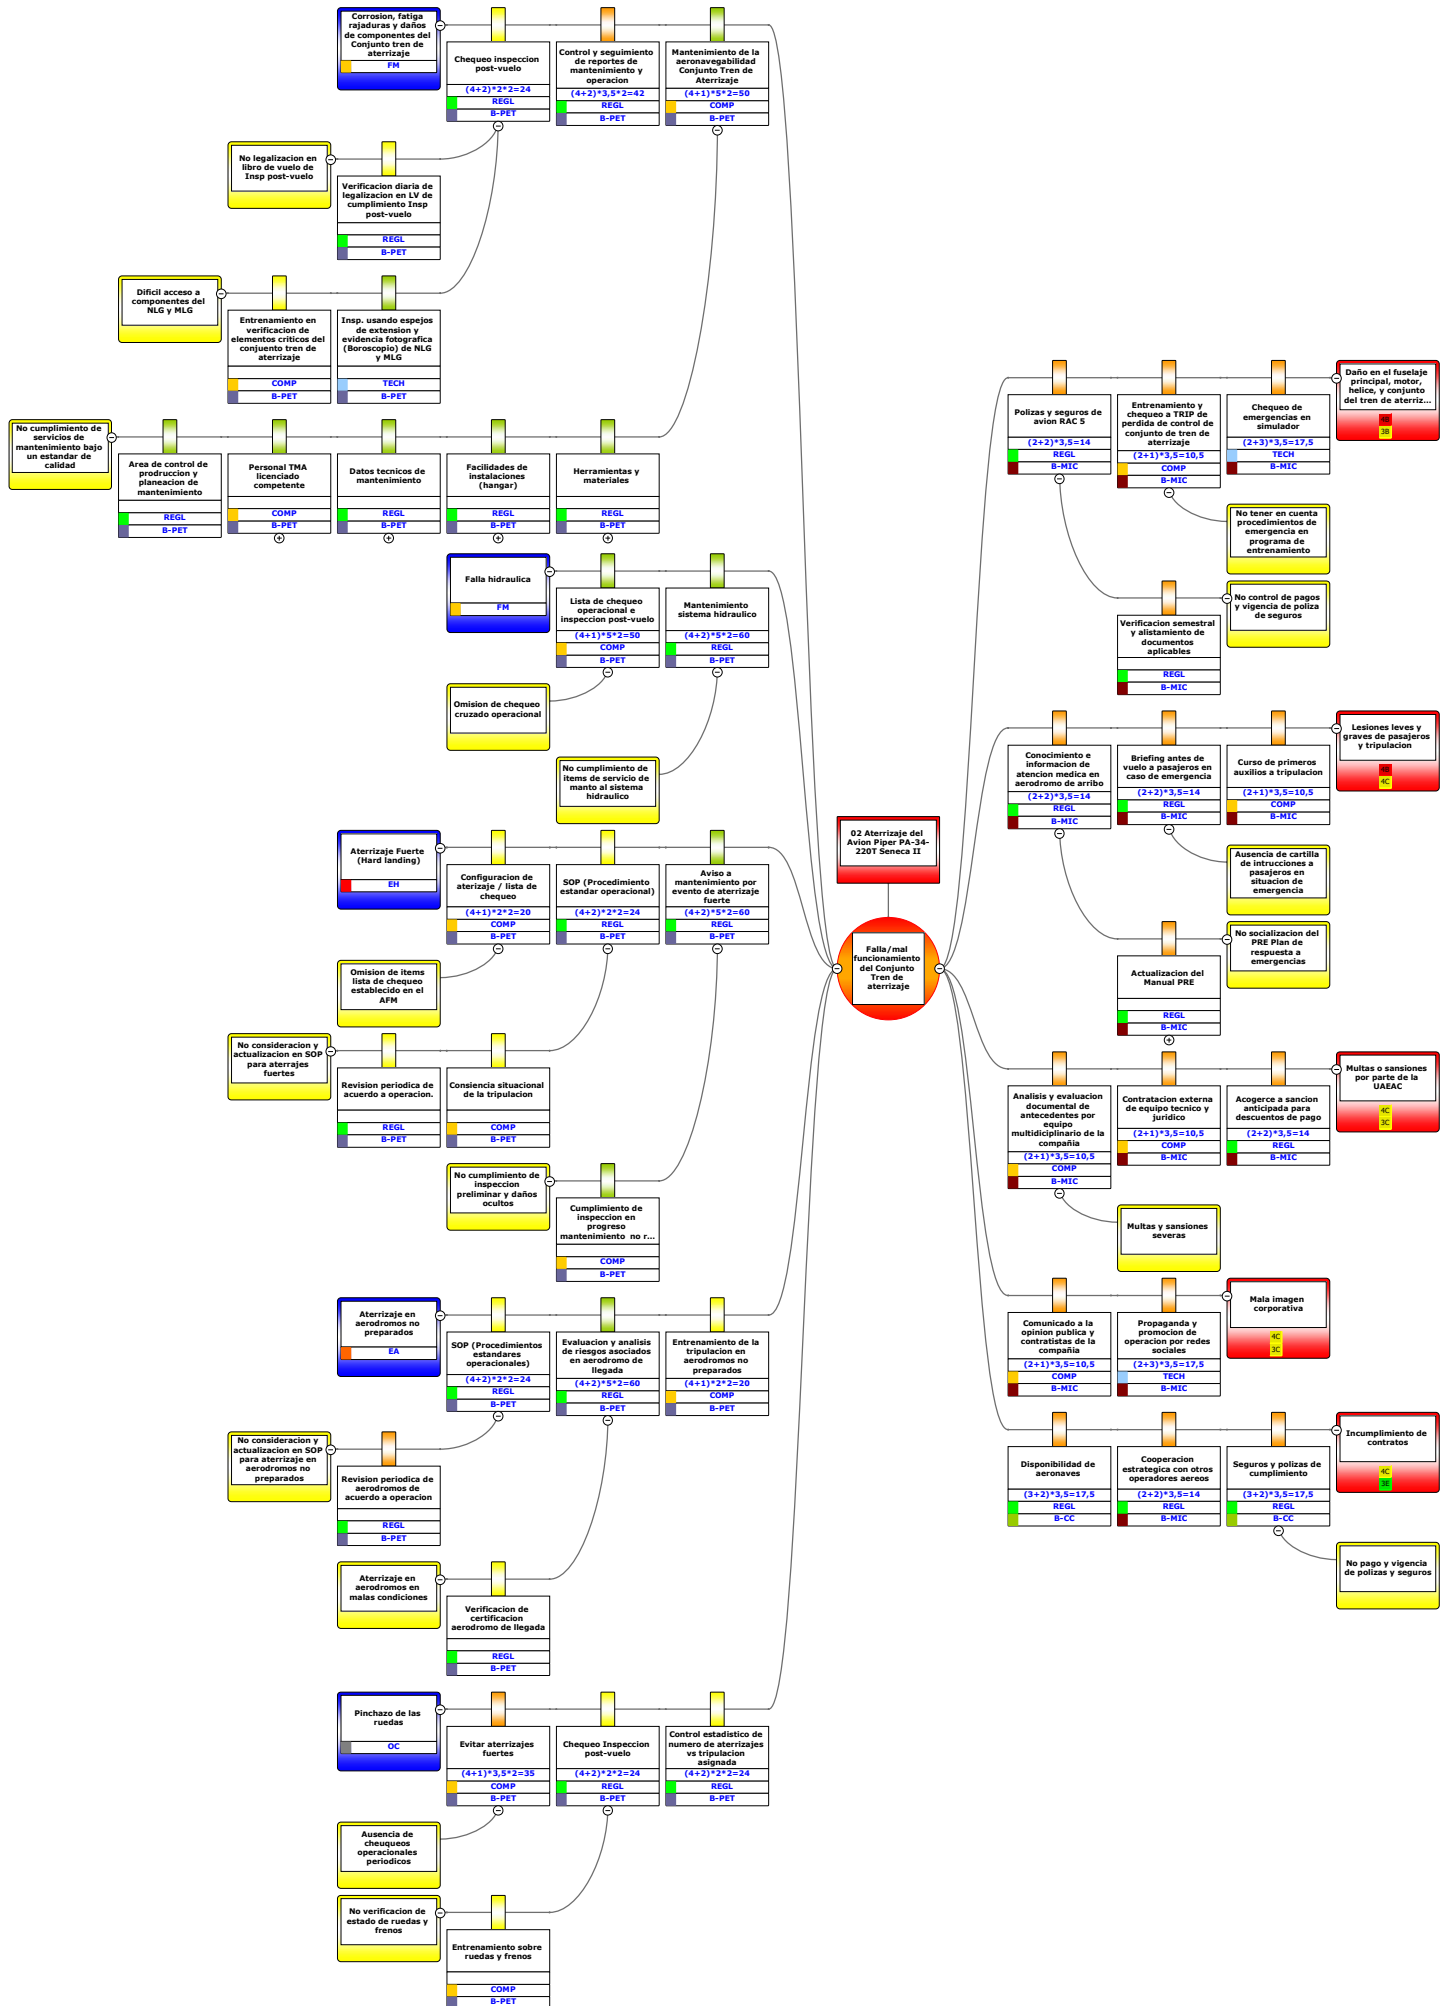 Corrosion, fatiga
rajaduras y daños
de componentes del
Conjunto tren de
aterrizaje
FM
Chequeo inspeccion
post-vuelo
(4+2)*2*2=24
REGL
B-PET
Control y seguimiento
de reportes de
mantenimiento y
operacion
(4+2)*3,5*2=42
REGL
B-PET
Mantenimiento de la
aeronavegabilidad
Conjunto Tren de
Aterrizaje
(4+1)*5*2=50
COMP
B-PET
No legalizacion en
libro de vuelo de
Insp post-vuelo
Verificacion diaria de
legalizacion en LV de
cumplimiento Insp
post-vuelo
REGL
B-PET
Dificil acceso a
componentes del
NLG y MLG
Entrenamiento en
verificacion de
elementos criticos del
conjuento tren de
aterrizaje
COMP
B-PET
Insp. usando espejos
de extension y
evidencia fotografica
(Boroscopio) de NLG
y MLG
TECH
B-PET
No cumplimiento de
servicios de
mantenimiento bajo
un estandar de
calidad
Area de control de
produccion y
planeacion de
mantenimiento
REGL
B-PET
Personal TMA
licenciado
competente
COMP
B-PET
Datos tecnicos de
mantenimiento
REGL
B-PET
Facilidades de
instalaciones
(hangar)
REGL
B-PET
Herramientas y
materiales
REGL
B-PET
Falla hidraulica
FM
Lista de chequeo
operacional e
inspeccion post-vuelo
(4+1)*5*2=50
COMP
B-PET
Mantenimiento
sistema hidraulico
(4+2)*5*2=60
REGL
B-PET
Omision de chequeo
cruzado operacional
No cumplimiento de
items de servicio de
manto al sistema
hidraulico
Aterrizaje Fuerte
(Hard landing)
EH
Configuracion de
aterizaje / lista de
chequeo
(4+1)*2*2=20
COMP
B-PET
SOP (Procedimiento
estandar operacional)
(4+2)*2*2=24
REGL
B-PET
Aviso a
mantenimiento por
evento de aterrizaje
fuerte
(4+2)*5*2=60
REGL
B-PET
Omision de items
lista de chequeo
establecido en el
AFM
No consideracion y
actualizacion en SOP
para aterrajes
fuertes
Revision periodica de
acuerdo a operacion.
REGL
B-PET
Consiencia situacional
de la tripulacion
COMP
B-PET
No cumplimiento de
inspeccion
preliminar y daños
ocultos
Cumplimiento de
inspeccion en
progreso
mantenimiento no r...
COMP
B-PET
Aterrizaje en
aerodromos no
preparados
EA
SOP (Procedimientos
estandares
operacionales)
(4+2)*2*2=24
REGL
B-PET
Evaluacion y analisis
de riesgos asociados
en aerodromo de
llegada
(4+2)*5*2=60
REGL
B-PET
Entrenamiento de la
tripulacion en
aerodromos no
preparados
(4+1)*2*2=20
COMP
B-PET
No consideracion y
actualizacion en SOP
para aterrizaje en
aerodromos no
preparados
Revision periodica de
aerodromos de
acuerdo a operacion
REGL
B-PET
Aterrizaje en
aerodromos en
malas condiciones
Verificacion de
certificacion
aerodromo de llegada
REGL
B-PET
Pinchazo de las
ruedas
OC
Evitar aterrizajes
fuertes
(4+1)*3,5*2=35
COMP
B-PET
Chequeo Inspeccion
post-vuelo
(4+2)*2*2=24
REGL
B-PET
Control estadistico de
numero de aterrizajes
vs tripulacion
asignada
(4+2)*2*2=24
REGL
B-PET
Ausencia de
cheuqueos
operacionales
periodicos
No verificacion de
estado de ruedas y
frenos
Entrenamiento sobre
ruedas y frenos
COMP
B-PET
02 Aterrizaje del
Avion Piper PA-34-
220T Seneca II
Falla/mal
funcionamiento
del Conjunto
Tren de
aterrizaje
Polizas y seguros de
avion RAC 5
(2+2)*3,5=14
REGL
B-MIC
Entrenamiento y
chequeo a TRIP de
perdida de control de
conjunto de tren de
aterrizaje
(2+1)*3,5=10,5
COMP
B-MIC
Chequeo de
emergencias en
simulador
(2+3)*3,5=17,5
TECH
B-MIC
Daño en el fuselaje
principal, motor,
helice, y conjunto
del tren de aterriz...
4B
3B
No tener en cuenta
procedimientos de
emergencia en
programa de
entrenamiento
Verificacion semestral
y alistamiento de
documentos
aplicables
REGL
B-MIC
No control de pagos
y vigencia de poliza
de seguros
Conocimiento e
informacion de
atencion medica en
aerodromo de arribo
(2+2)*3,5=14
REGL
B-MIC
Briefing antes de
vuelo a pasajeros en
caso de emergencia
(2+2)*3,5=14
REGL
B-MIC
Curso de primeros
auxilios a tripulacion
(2+1)*3,5=10,5
COMP
B-MIC
Lesiones leves y
graves de pasajeros
y tripulacion
4C
Ausencia de cartilla
de intrucciones a
pasajeros en
situacion de
emergencia
Actualizacion del
Manual PRE
REGL
B-MIC
No socializacion del
PRE Plan de
respuesta a
emergencias
Analisis y evaluacion
documental de
antecedentes por
equipo
multidiciplinario de la
compañia
(2+1)*3,5=10,5
COMP
B-MIC
Contratacion externa
de equipo tecnico y
juridico
(2+1)*3,5=10,5
COMP
B-MIC
Acogerce a sancion
anticipada para
descuentos de pago
(2+2)*3,5=14
REGL
B-MIC
Multas o sansiones
por parte de la
UAEAC
4C
3C
Multas y sansiones
severas
Comunicado a la
opinion publica y
contratistas de la
compañia
(2+1)*3,5=10,5
COMP
B-MIC
Propaganda y
promocion de
operacion por redes
sociales
(2+3)*3,5=17,5
TECH
B-MIC
Mala imagen
corporativa
4C
3C
Disponibilidad de
aeronaves
(3+2)*3,5=17,5
REGL
B-CC
Cooperacion
estrategica con otros
operadores aereos
(2+2)*3,5=14
REGL
B-MIC
Seguros y polizas de
cumplimiento
(3+2)*3,5=17,5
REGL
B-CC
Incumplimiento de
contratos
4C
3E
No pago y vigencia
de polizas y seguros